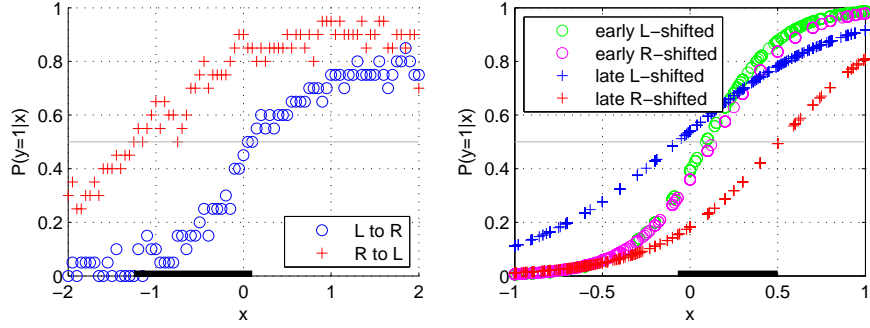 P(y=1|x)
1
0.8
0.6
0.4
0.2
0
−2 −1 0 1 2
x
L to R
R to L
P(y=1|x)
1
0.8
0.6
0.4
0.2
0
−1 −0.5 0 0.5 1
x
early L−shifted
early R−shifted
late L−shifted
late R−shifted